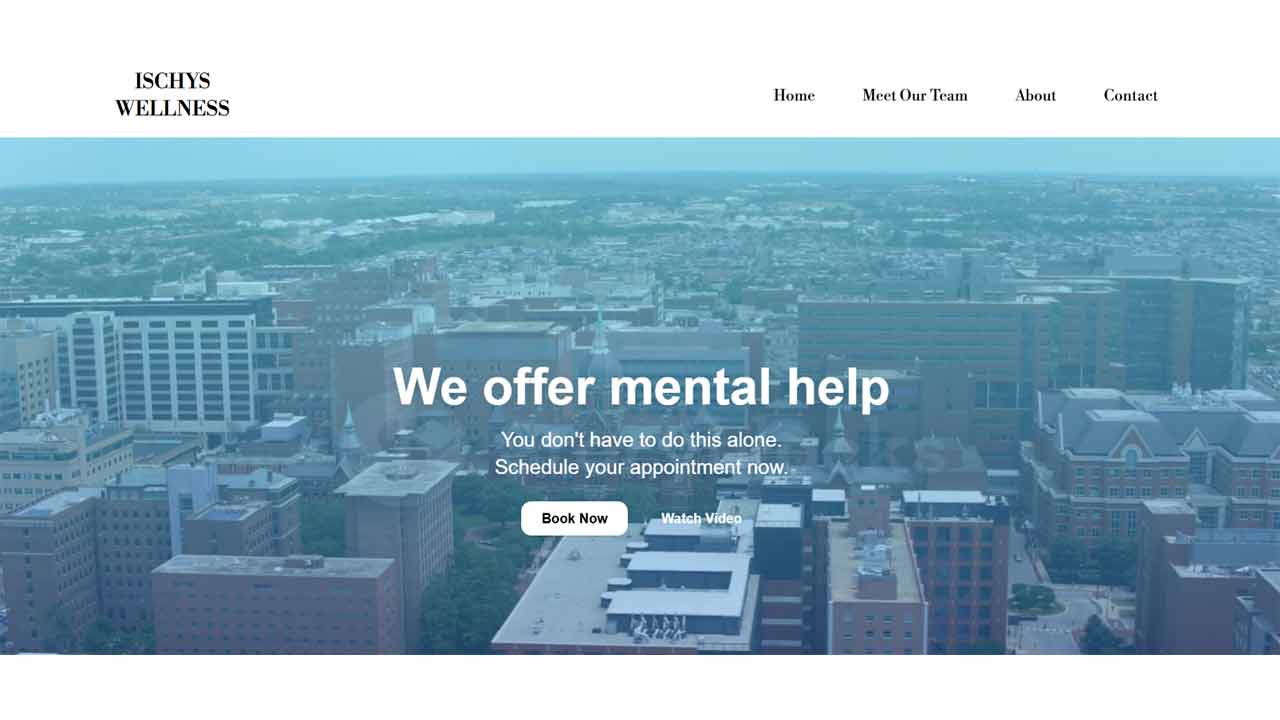 ISCHYS
WELLNESS
Home
Meet Our Team
About
Contact
We offer mental help
You don't have to do this alone.
Schedule your appointment now.
Book Now
Watch Video